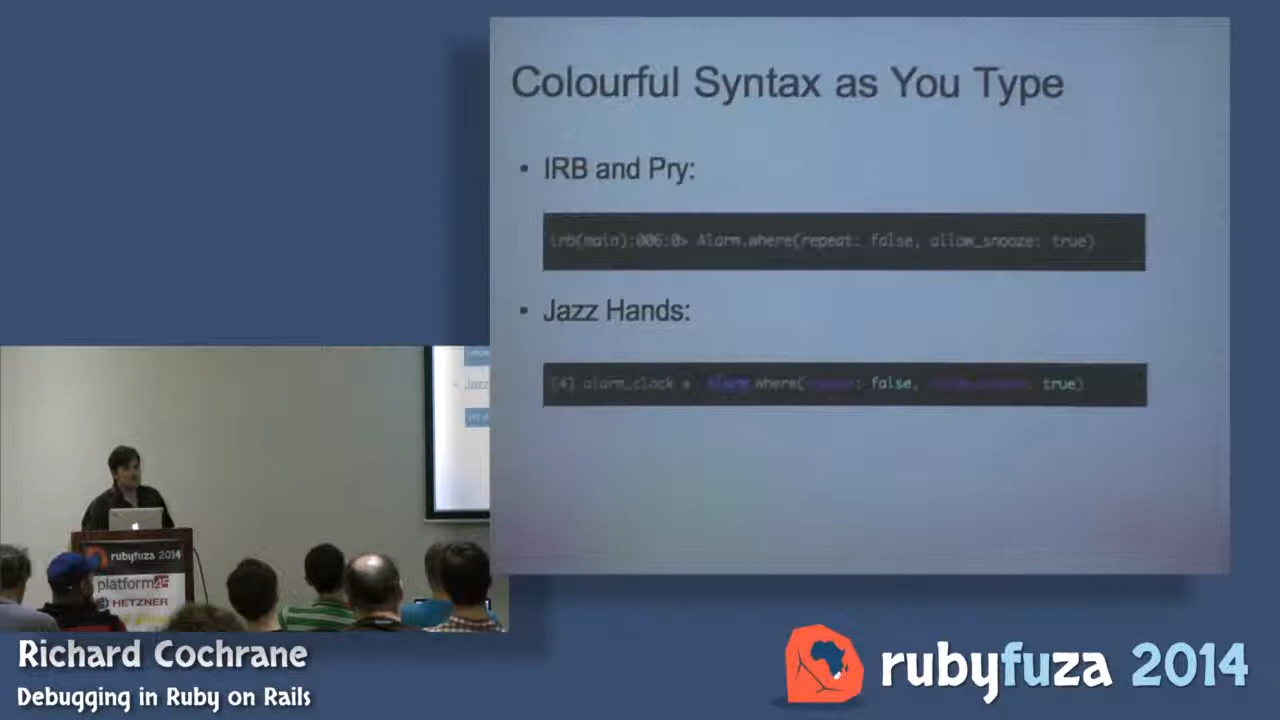 Colourful Syntax as You Type
• IRB and Pry:
irb(main):006:0> Alarm.where(repeat: false, allow_snooze: true)
• Jazz Hands:
[4] alarm_clock » Alarm.where(repeat: false, allow_snooze: true)
Jazz
rubyfuza 2014
platform45
HETZNER
Richard Cochrane
Debugging in Ruby on Rails
rubyfuza 2014